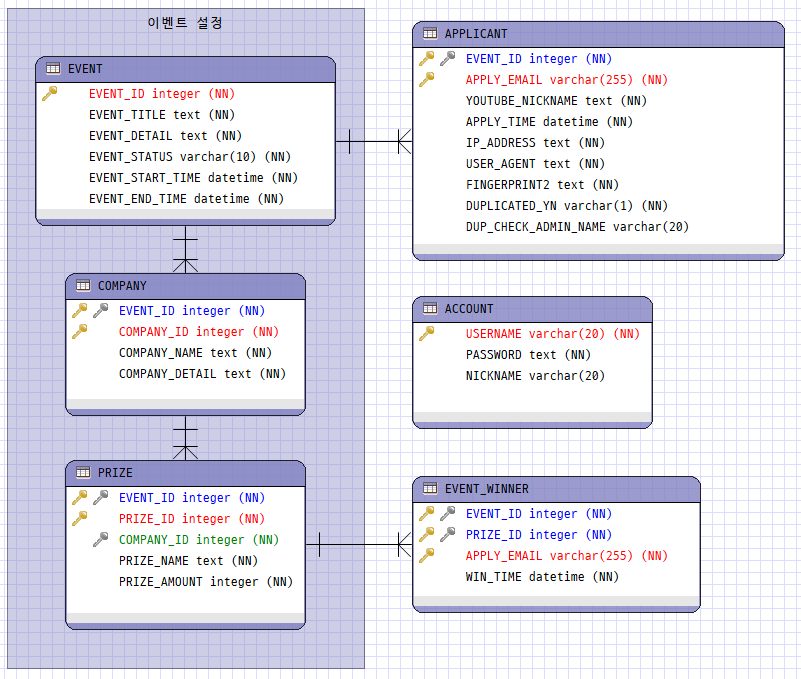 이벤트 설정
EVENT
EVENT_ID integer (NN)
EVENT_TITLE text (NN)
EVENT_DETAIL text (NN)
EVENT_STATUS varchar(10) (NN)
EVENT_START_TIME datetime (NN)
EVENT_END_TIME datetime (NN)
COMPANY
EVENT_ID integer (NN)
COMPANY_ID integer (NN)
COMPANY_NAME text (NN)
COMPANY_DETAIL text (NN)
PRIZE
EVENT_ID integer (NN)
PRIZE_ID integer (NN)
COMPANY_ID integer (NN)
PRIZE_NAME text (NN)
PRIZE_AMOUNT integer (NN)
APPLICANT
EVENT_ID integer (NN)
APPLY_EMAIL varchar(255) (NN)
YOUTUBE_NICKNAME text (NN)
APPLY_TIME datetime (NN)
IP_ADDRESS text (NN)
USER_AGENT text (NN)
FINGERPRINT2 text (NN)
DUPLICATED_YN varchar(1) (NN)
DUP_CHECK_ADMIN_NAME varchar(20)
ACCOUNT
USERNAME varchar(20) (NN)
PASSWORD text (NN)
NICKNAME varchar(20)
EVENT_WINNER
EVENT_ID integer (NN)
PRIZE_ID integer (NN)
APPLY_EMAIL varchar(255) (NN)
WIN_TIME datetime (NN)